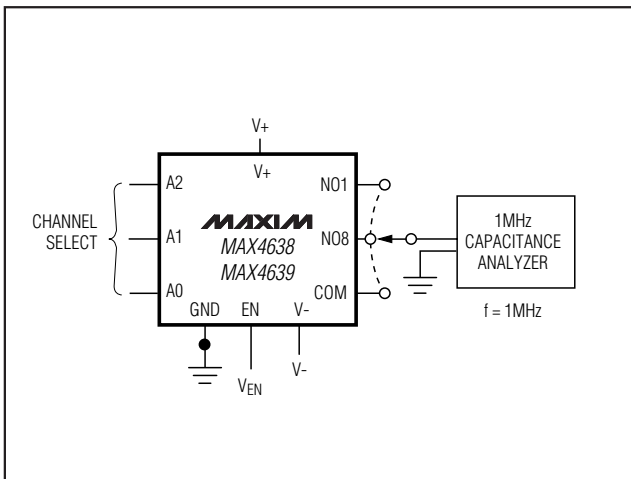 V+
V+
A2
A1
A0
CHANNEL
SELECT
MAXIM
MAX4638
MAX4639
NO1
NO8
COM
GND
EN
V-
VEN
V-
1MHz
CAPACITANCE
ANALYZER
f = 1MHz